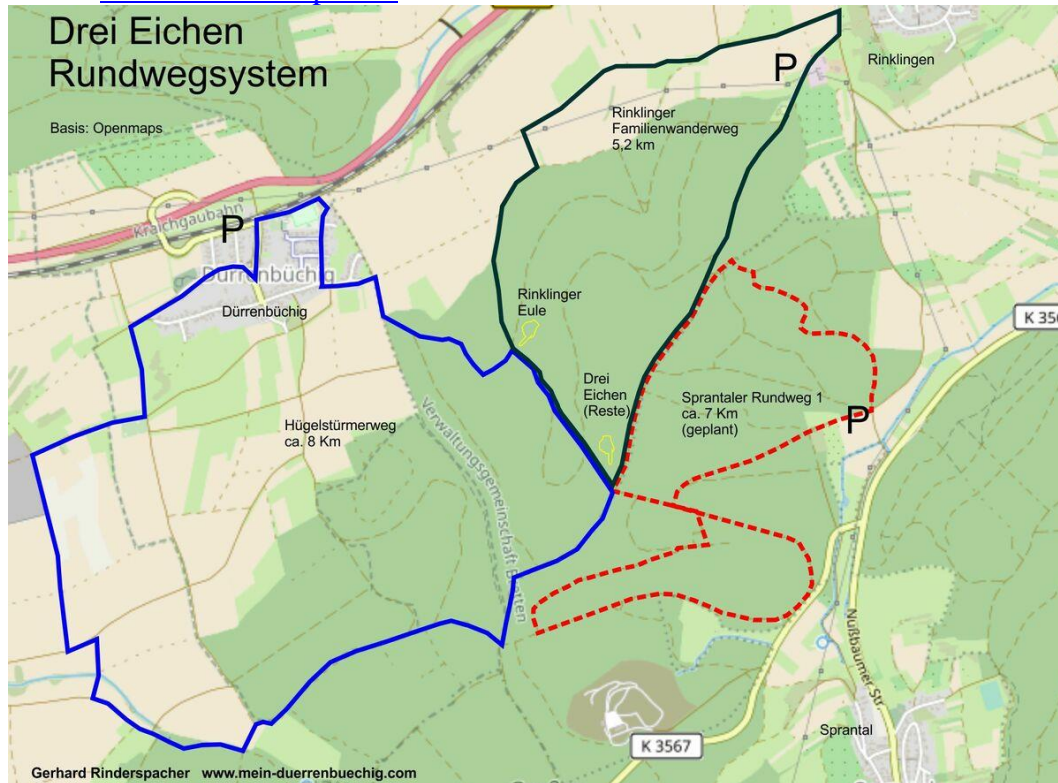 Drei Eichen
Rundwegsystem
Basis: Openmaps
P
Rinklingen
Rinklinger
Familienwanderweg
5,2 km
Kraichgaubahn
P
Dürrenbüchig
Dürrenbüchig
Rinklinger
Eule
K 356
Drei
Eichen
(Reste)
Sprantaler Rundweg 1
ca. 7 Km
(geplant)
P
Hügelstürmerweg
ca. 8 Km
Verwaltungsgemeinschaft Bretten
Nußbaumer Str.
Sprantal
K 3567
Gerhard Rinderspacher www.mein-duerrenbuechig.com